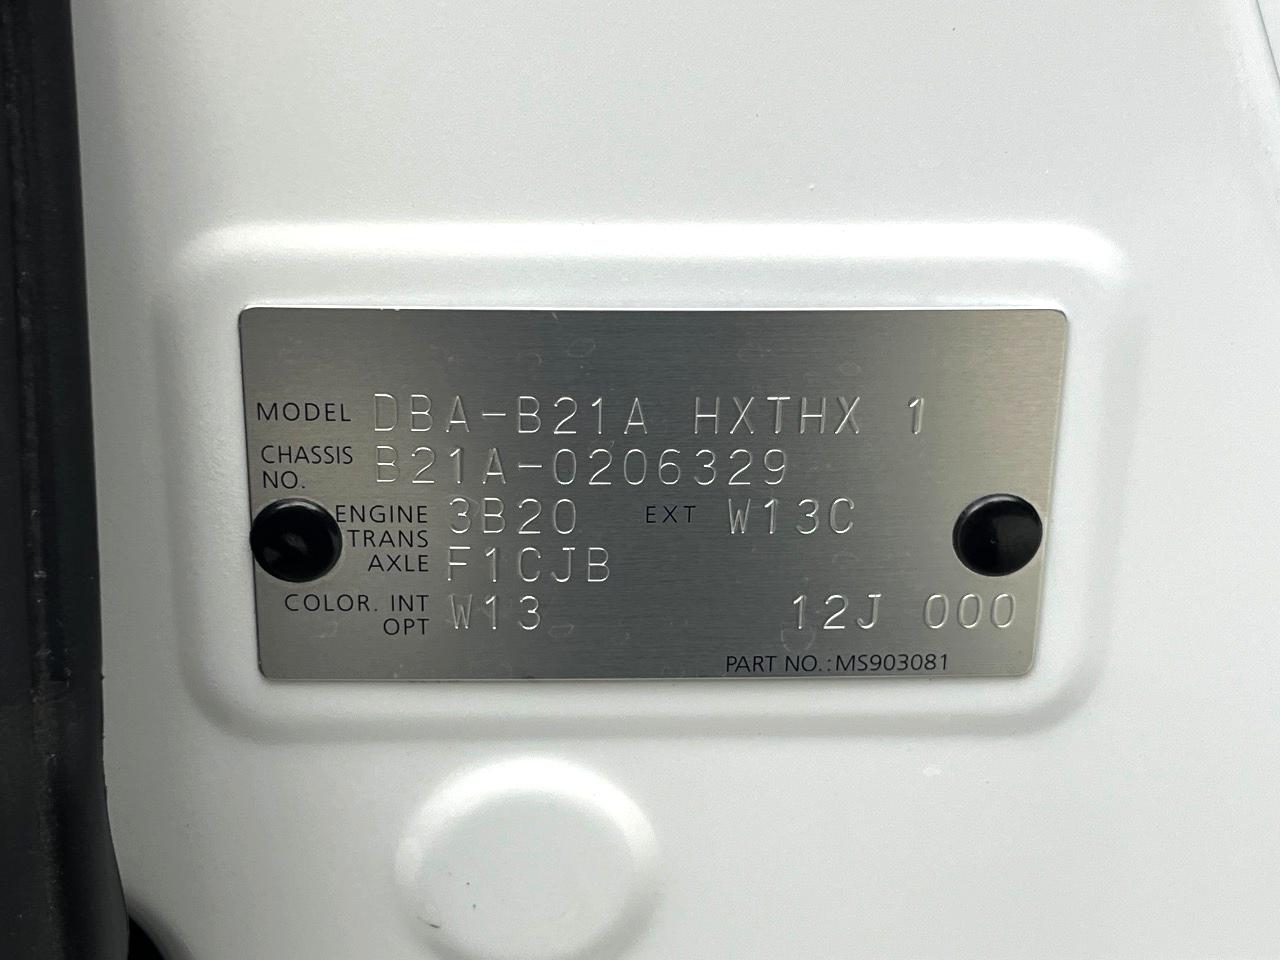 MODEL DBA-B21A HXTHX 1
CHASSIS NO. B21A-0206329
ENGINE 3B20 EXT W13C
TRANS AXLE F1CJB
COLOR. INT OPT W13 12J 000
PART NO.: MS903081